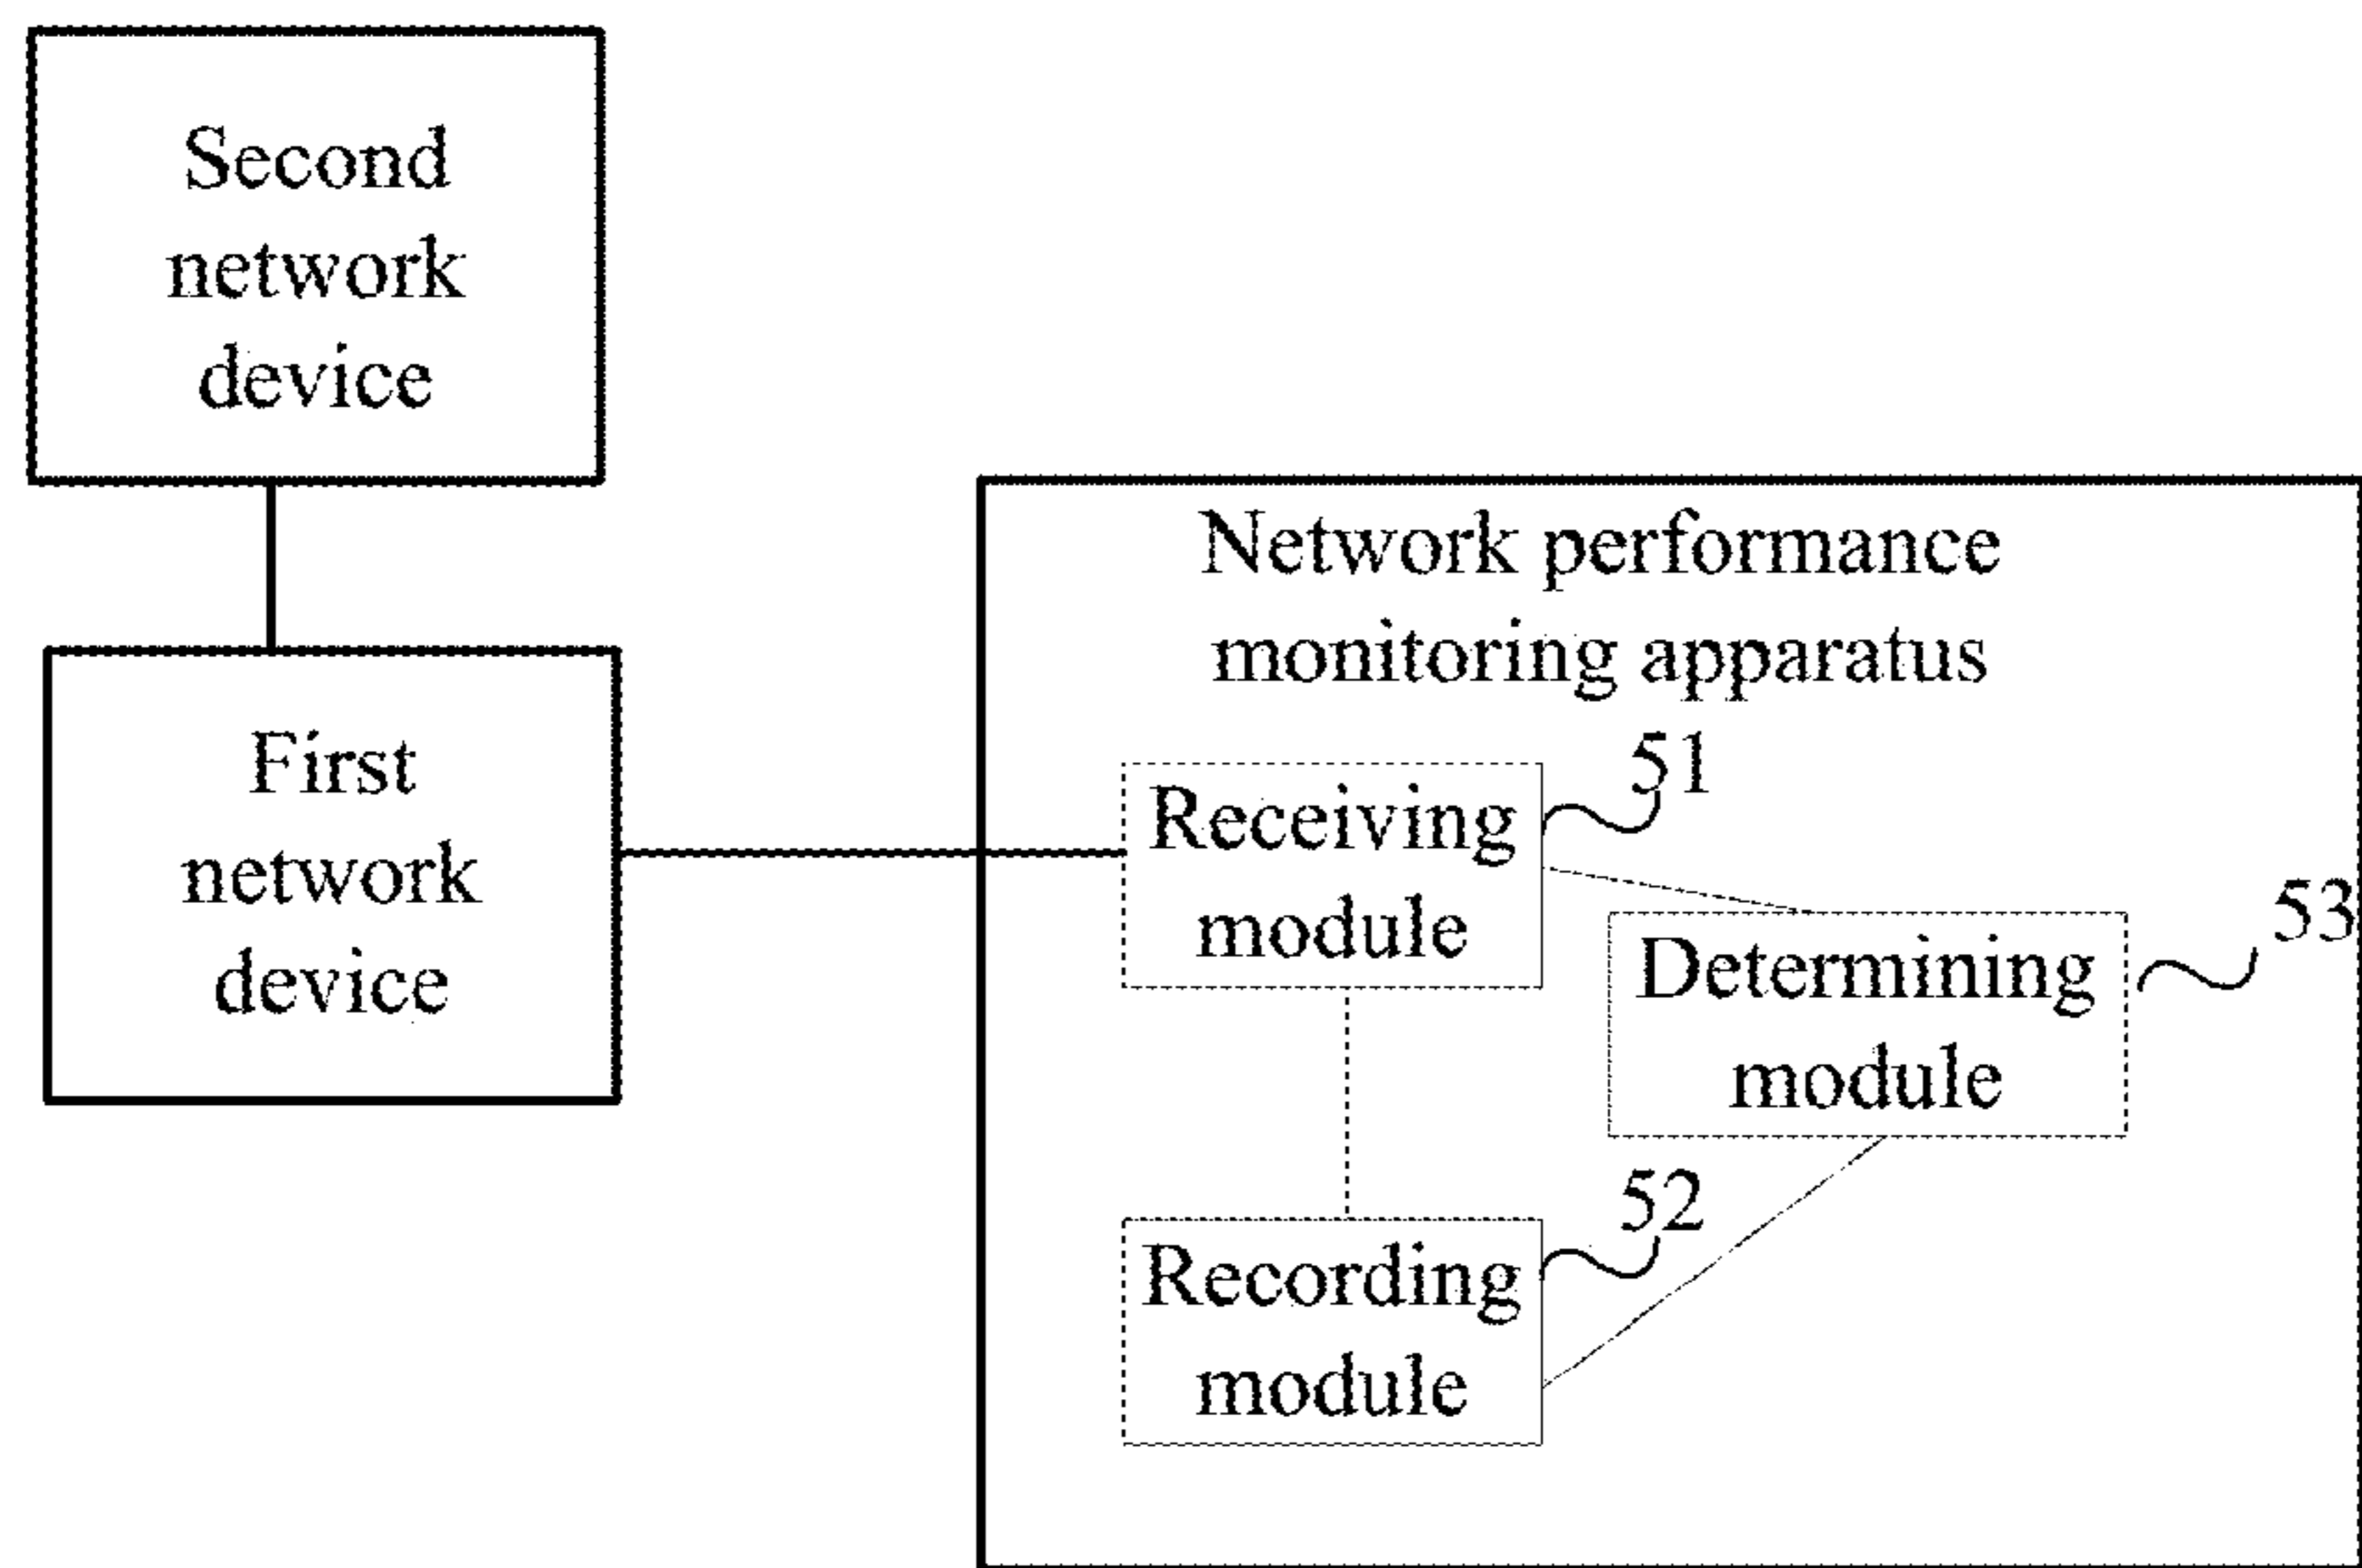 Second
network
device
First
network
device
Network performance
monitoring apparatus
51
Receiving
module
53
Determining
module
52
Recording
module